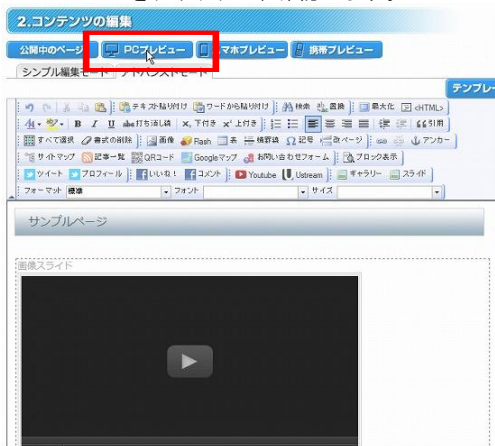 2.コンテンツの編集
公開中のページ PCプレビュー スマホプレビュー 携帯プレビュー
シンプル編集モード アドバンストモード
テンプレ
テキスト貼り付け ワードから貼り付け 検索 置換 最大化 <HTML>
B I U abc 打ち消し線 x, 下付き x' 上付き 引用
すべて選択 書式の削除 画像 Flash 表 横罫線 Ω 記号 改ページ アンカー
サイトマップ 記事一覧 QRコード Googleマップ お問い合わせフォーム ブロック表示
ツイート プロフィール いいね! コメント Youtube Ustream ギャラリー スライド
フォーマット 標準 フォント サイズ
サンプルページ
画像スライド